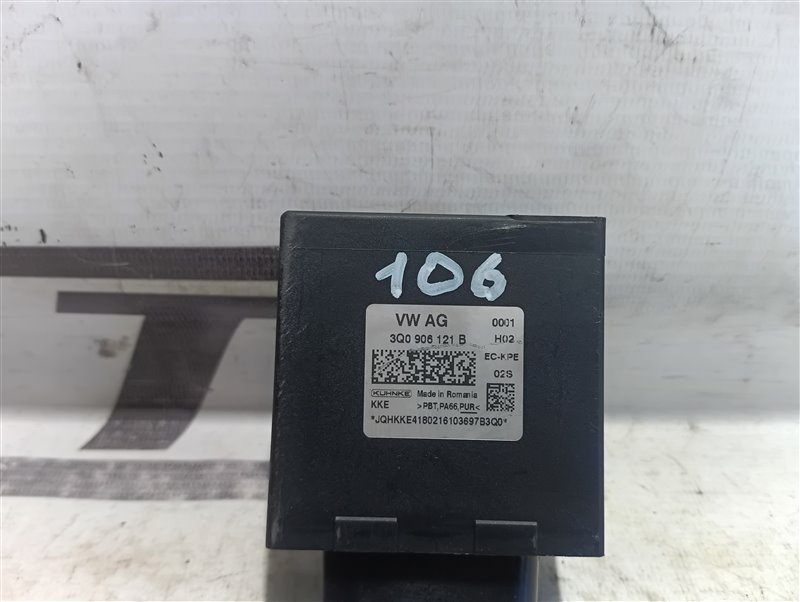 106
VW AG 0001
3Q0 906 121 B H02
EC-KPE
02S
KUHNKE Made in Romania
KKE >PBT,PA66,PUR<
*JQHKKE4180216103697B3Q0*